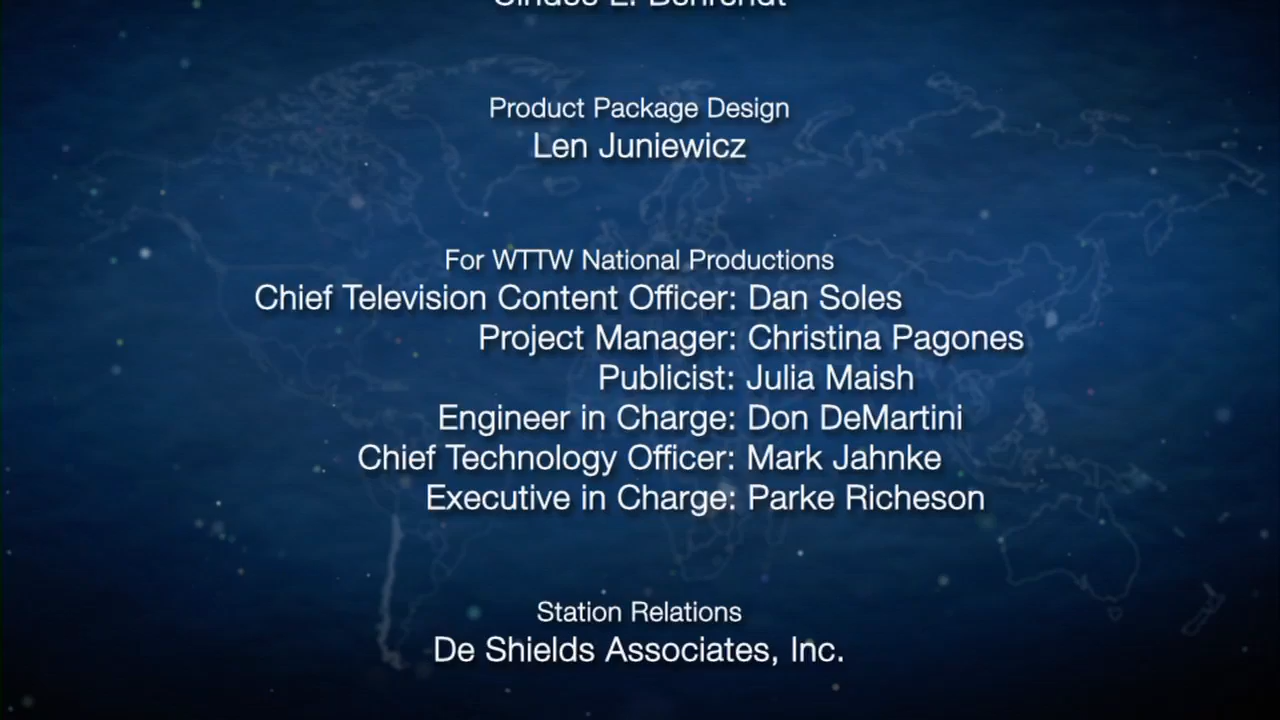 Product Package Design
Len Juniewicz
For WTTW National Productions
Chief Television Content Officer: Dan Soles
Project Manager: Christina Pagones
Publicist: Julia Maish
Engineer in Charge: Don DeMartini
Chief Technology Officer: Mark Jahnke
Executive in Charge: Parke Richeson
Station Relations
De Shields Associates, Inc.